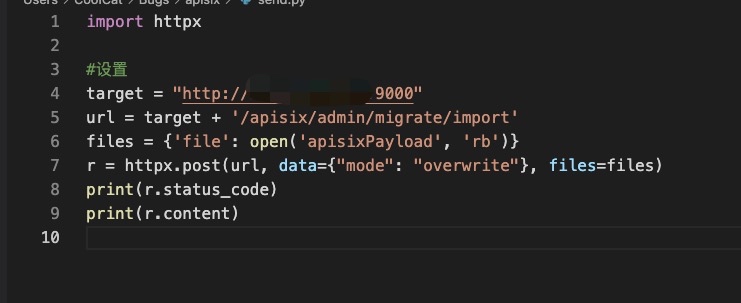 Users > CoolCat > Bugs > apisix > send.py
1 import httpx
2
3 #设置
4 target = "http:// .9000"
5 url = target + '/apisix/admin/migrate/import'
6 files = {'file': open('apisixPayload', 'rb')}
7 r = httpx.post(url, data={"mode": "overwrite"}, files=files)
8 print(r.status_code)
9 print(r.content)
10